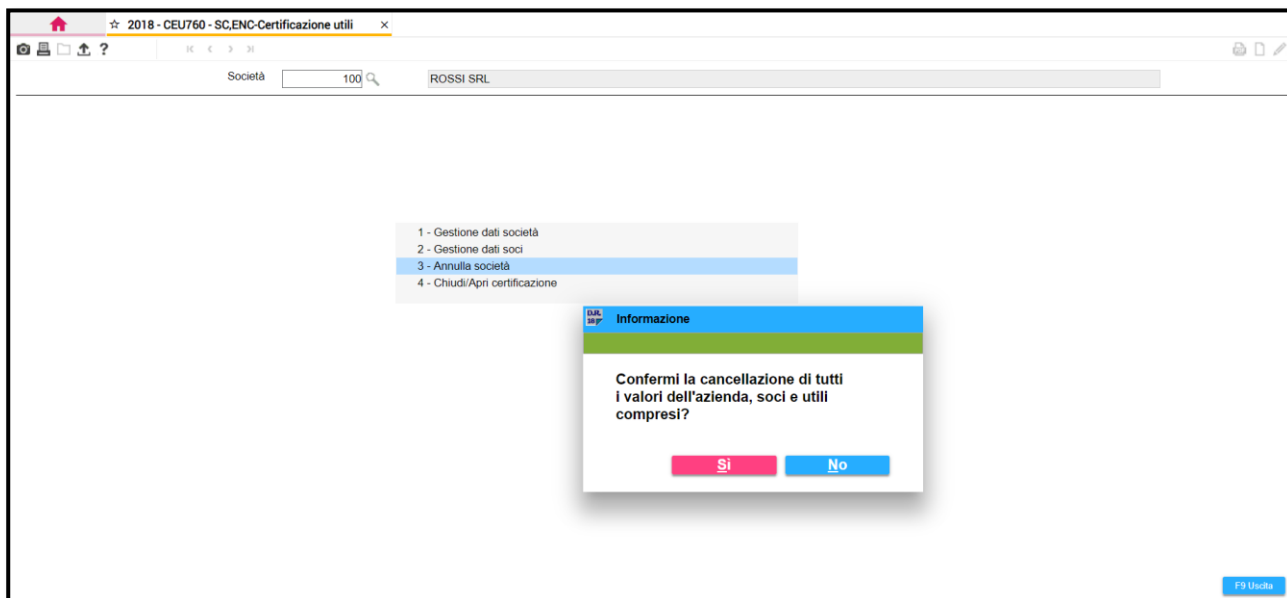 ☆ 2018 - CEU760 - SC,ENC-Certificazione utili ×
?
Società 100 ROSSI SRL
1 - Gestione dati società
2 - Gestione dati soci
3 - Annulla società
4 - Chiudi/Apri certificazione
Informazione
Confermi la cancellazione di tutti
i valori dell'azienda, soci e utili
compresi?
Sì No
F9 Uscita